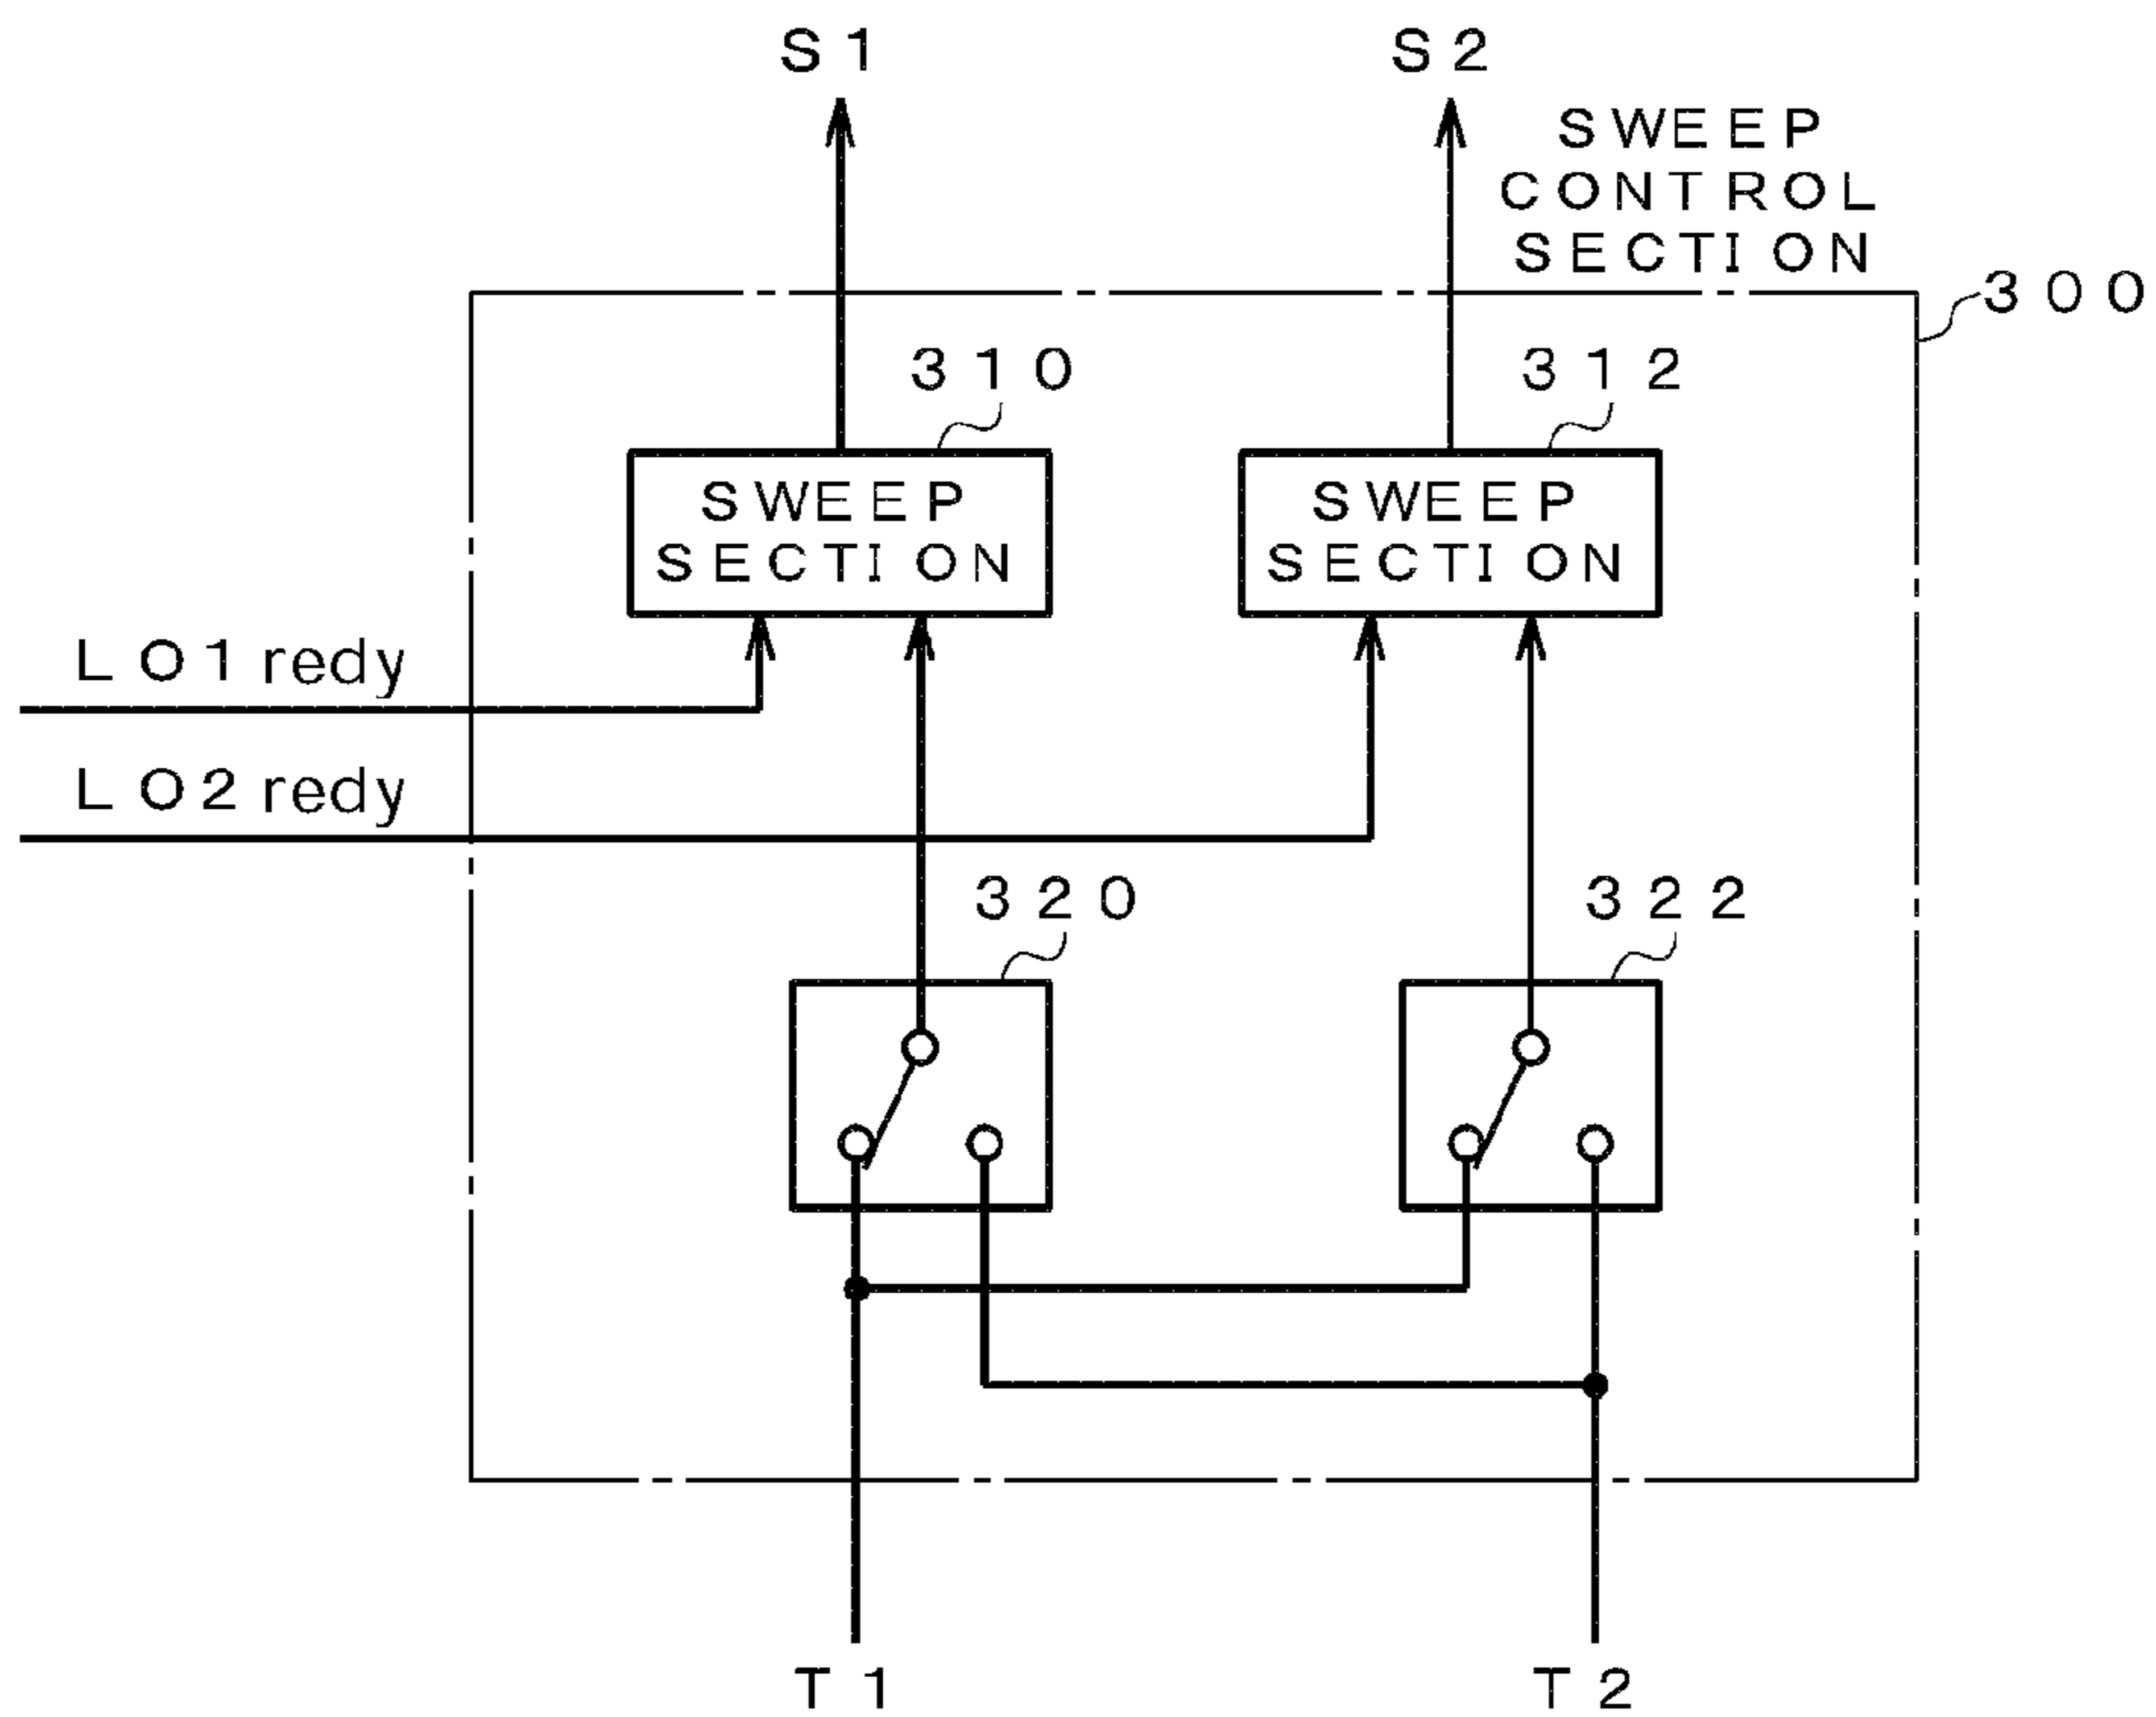 S1
S2
SWEEP
CONTROL
SECTION
300
310
312
SWEEP
SECTION
SWEEP
SECTION
LO1 redy
LO2 redy
320
322
T1
T2